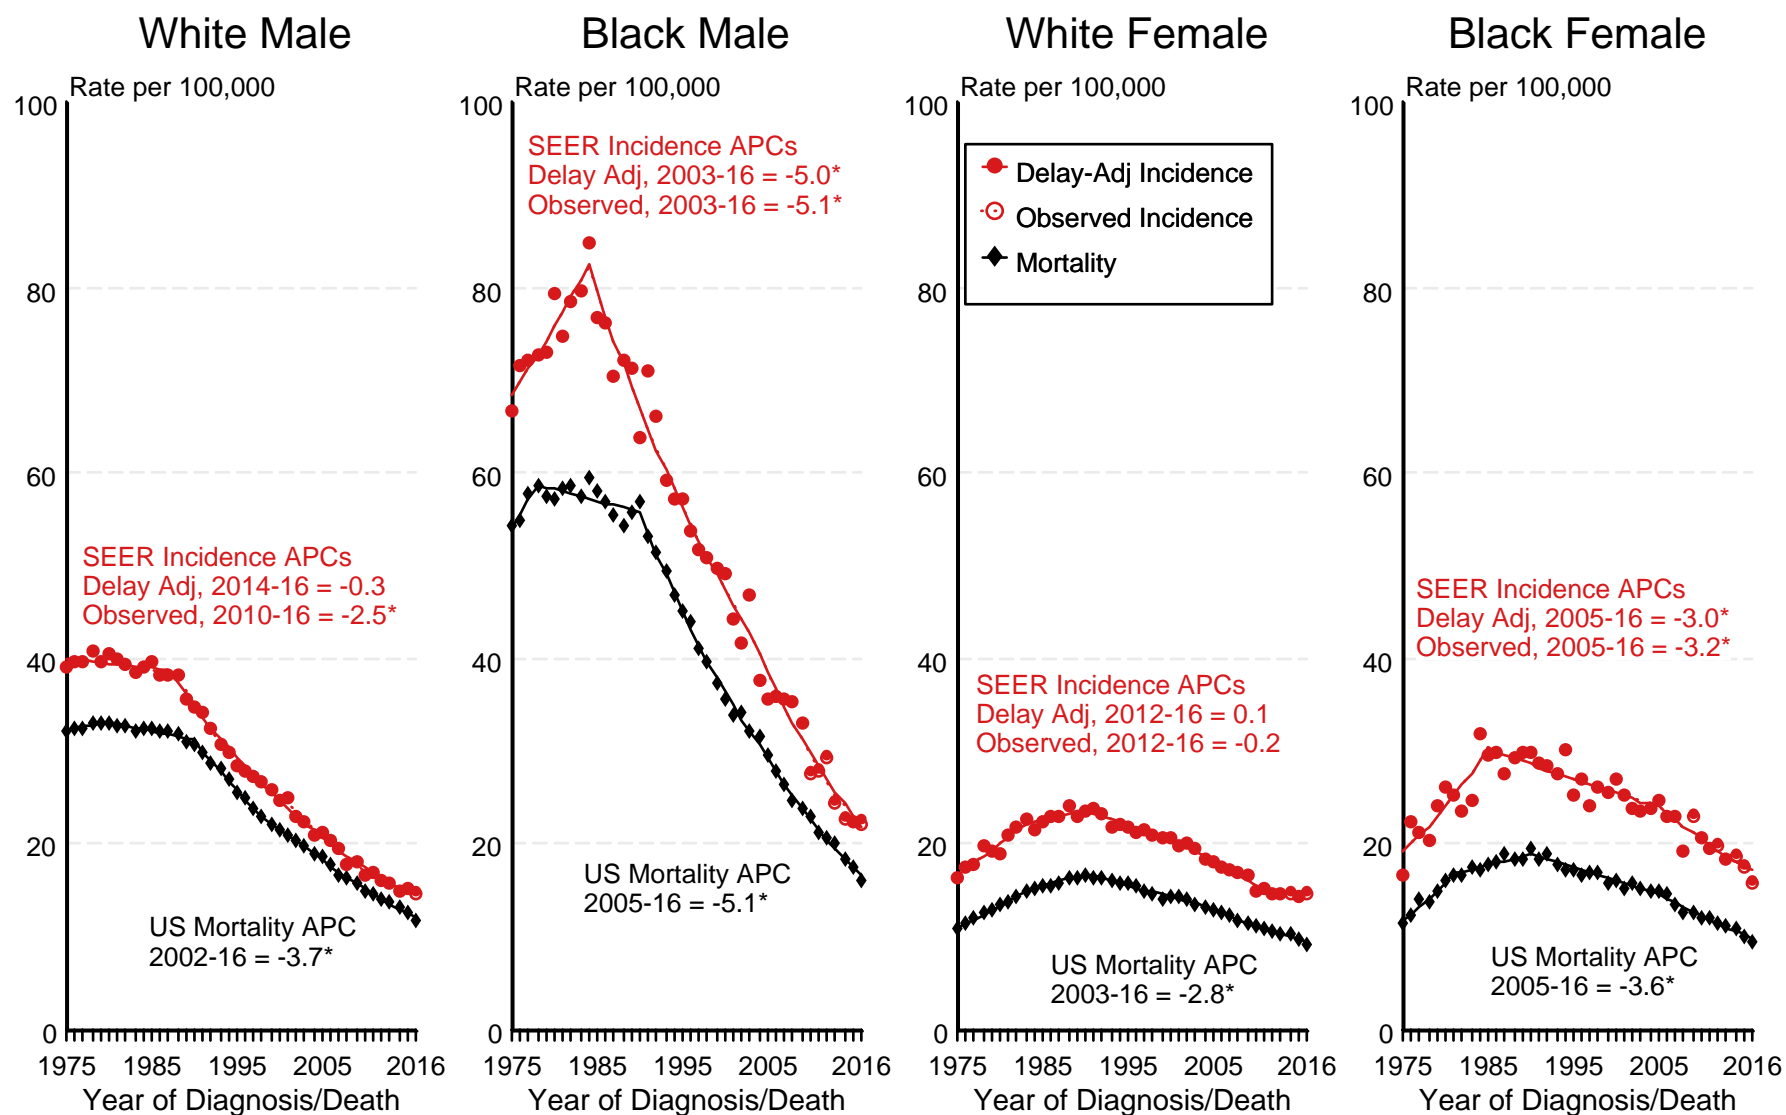 White Male
Rate per 100,000
100
80
60
40
20
0
SEER Incidence APCs
Delay Adj, 2014-16 = -0.3
Observed, 2010-16 = -2.5*
US Mortality APC
2002-16 = -3.7*
1975 1985 1995 2005 2016
Year of Diagnosis/Death
Black Male
Rate per 100,000
100
80
60
40
20
0
SEER Incidence APCs
Delay Adj, 2003-16 = -5.0*
Observed, 2003-16 = -5.1*
US Mortality APC
2005-16 = -5.1*
1975 1985 1995 2005 2016
Year of Diagnosis/Death
White Female
Rate per 100,000
100
80
60
40
20
0
Delay-Adj Incidence
Observed Incidence
Mortality
SEER Incidence APCs
Delay Adj, 2012-16 = 0.1
Observed, 2012-16 = -0.2
US Mortality APC
2003-16 = -2.8*
1975 1985 1995 2005 2016
Year of Diagnosis/Death
Black Female
Rate per 100,000
100
80
60
40
20
0
SEER Incidence APCs
Delay Adj, 2005-16 = -3.0*
Observed, 2005-16 = -3.2*
US Mortality APC
2005-16 = -3.6*
1975 1985 1995 2005 2016
Year of Diagnosis/Death